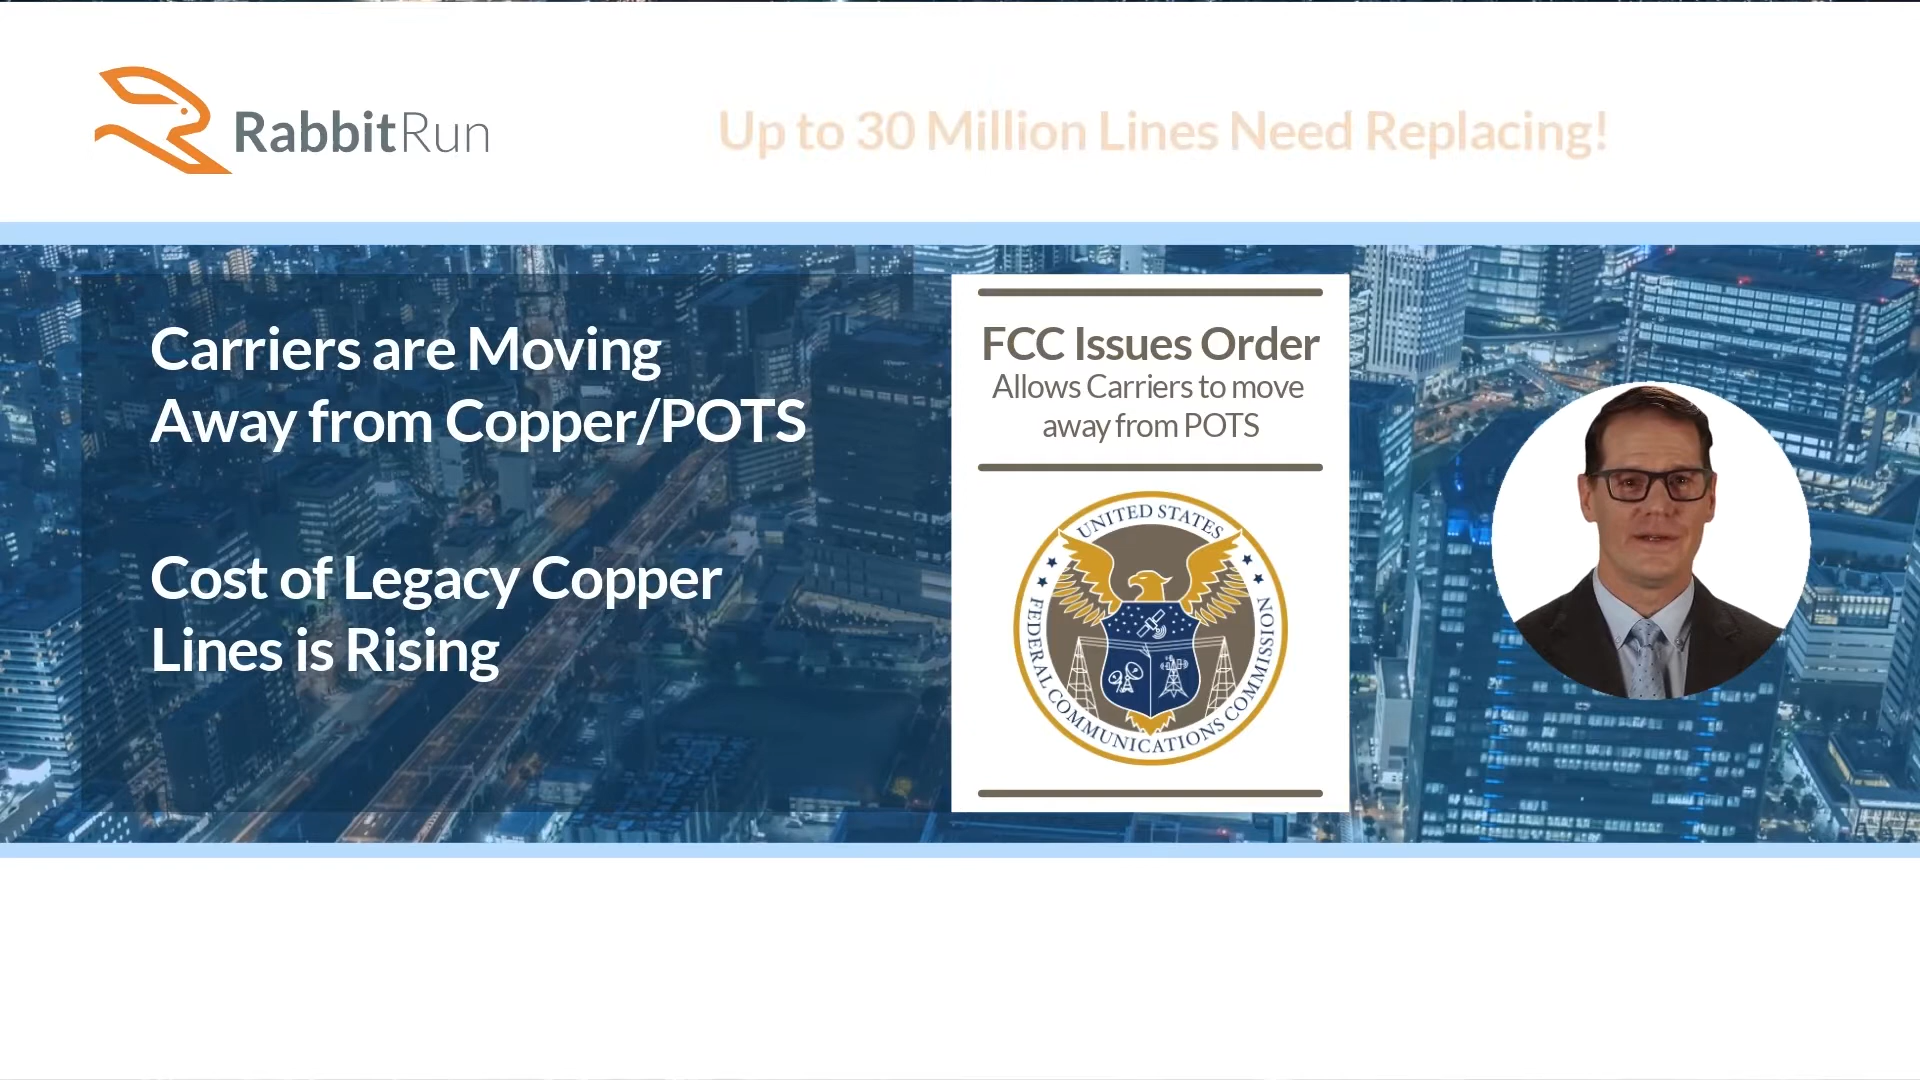 RabbitRun
Up to 30 Million Lines Need Replacing!
Carriers are Moving
Away from Copper/POTS
Cost of Legacy Copper
Lines is Rising
FCC Issues Order
Allows Carriers to move
away from POTS
UNITED STATES
FEDERAL COMMUNICATIONS COMMISSION